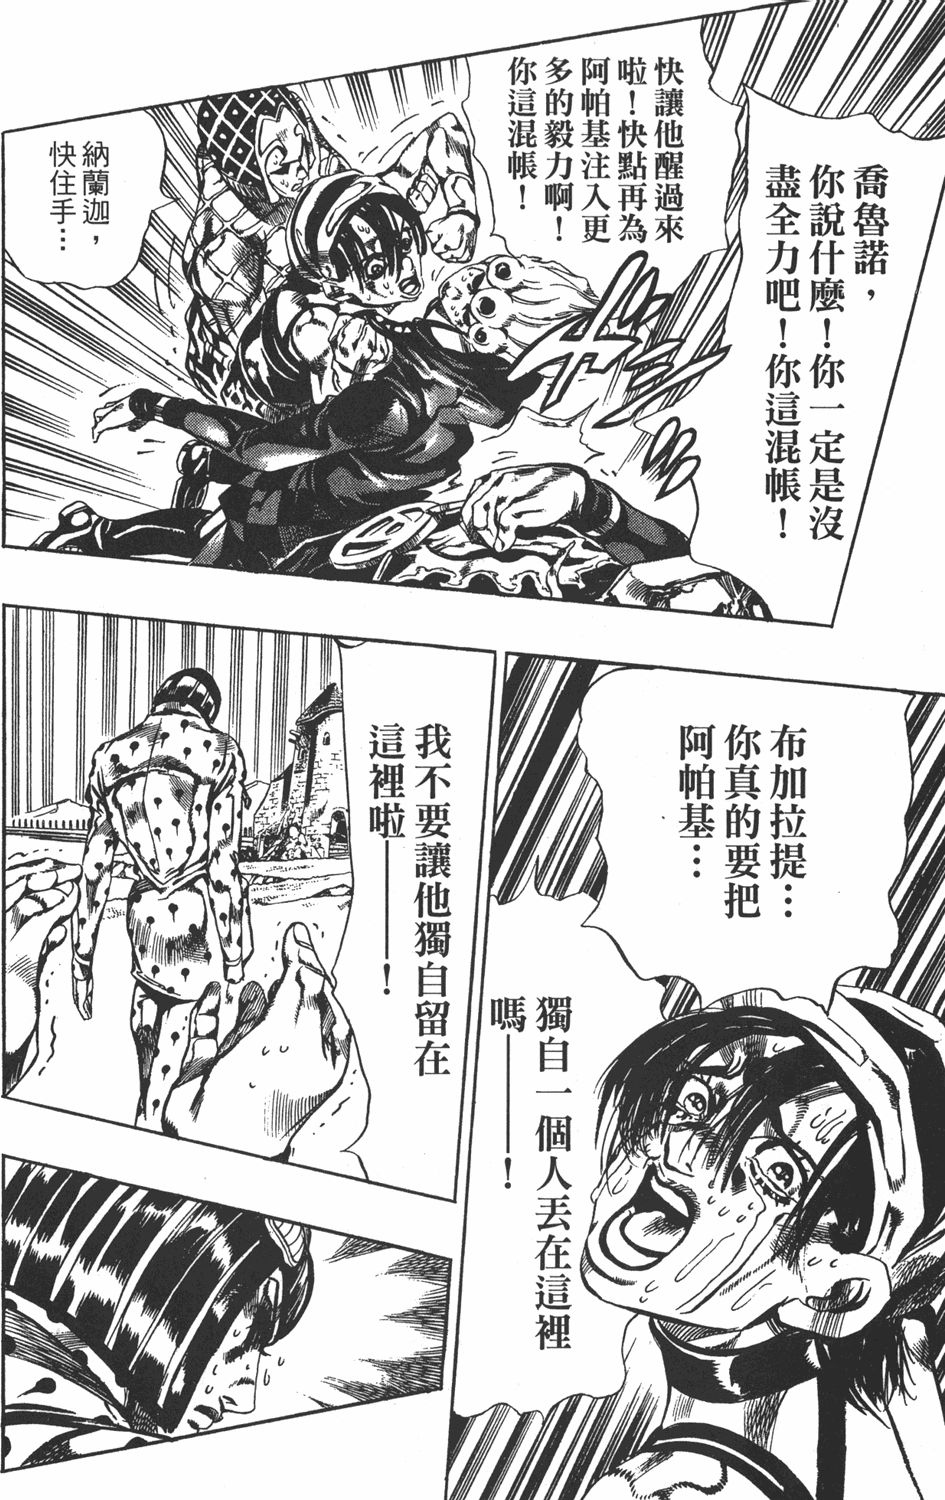 喬魯諾，
你說什麼！你一定是沒
盡全力吧！你這混帳！
快讓他醒過來
啦！快點再為
阿帕基注入更
多的毅力啊！
你這混帳！
納蘭迦，
快住手…
布加拉提…
你真的要把
阿帕基…
獨自一個人丟在這裡
嗎——！
我不要讓他獨自留在
這裡啦——！